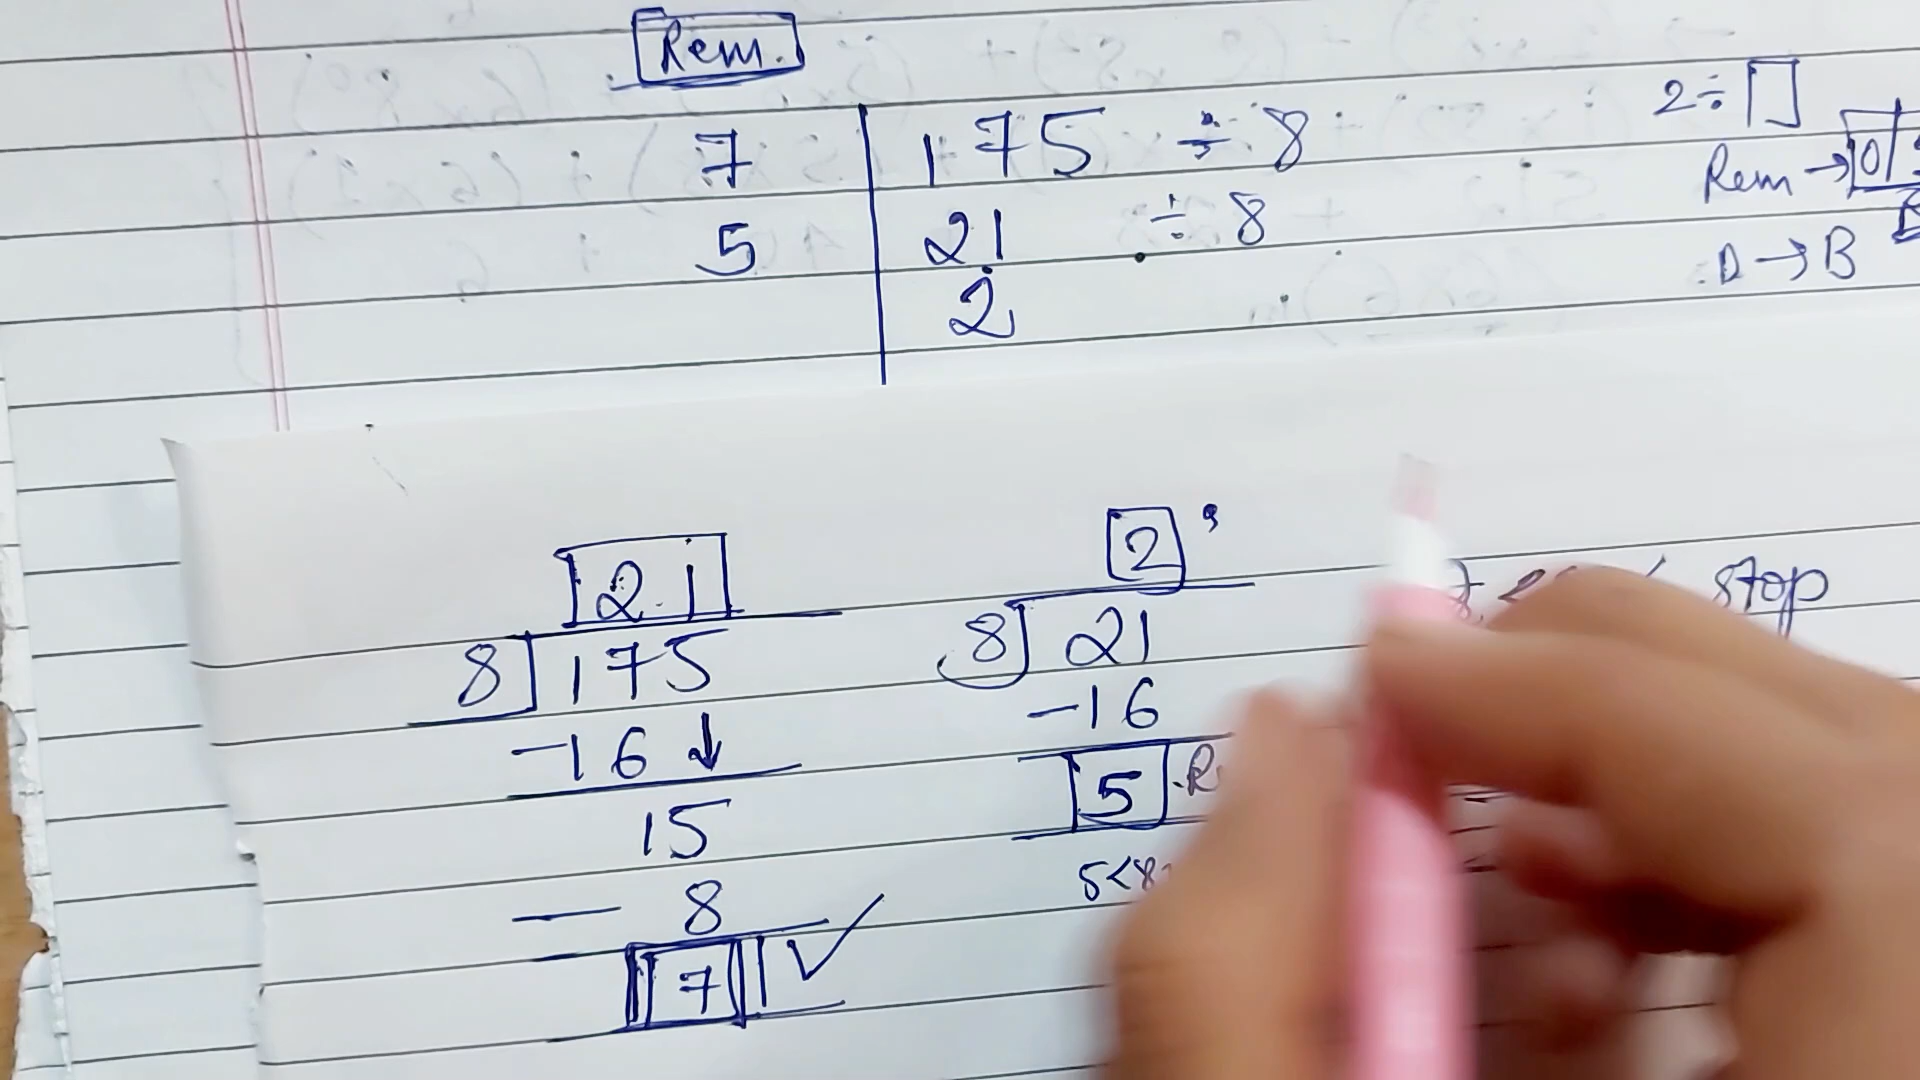 Rem.
7 | 175 ÷ 8
5 | 21 ÷ 8
2
2 ÷
Rem → 0/
D → B
21
8 175
-16 ↓
15
- 8
7 ✓
2
8 21
-16
5
5<8
stop